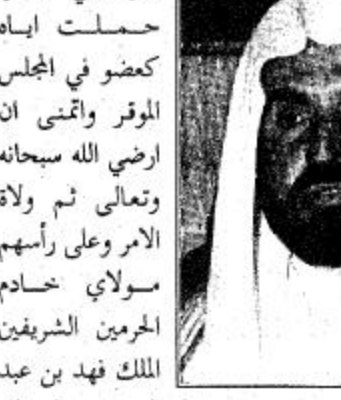 حملت اياه
كعضو في المجلس
الموقر واتمنى ان
ارضي الله سبحانه
وتعالى ثم ولاة
الامر وعلى رأسهم
مولاي خادم
الحرمين الشريفين
الملك فهد بن عبد